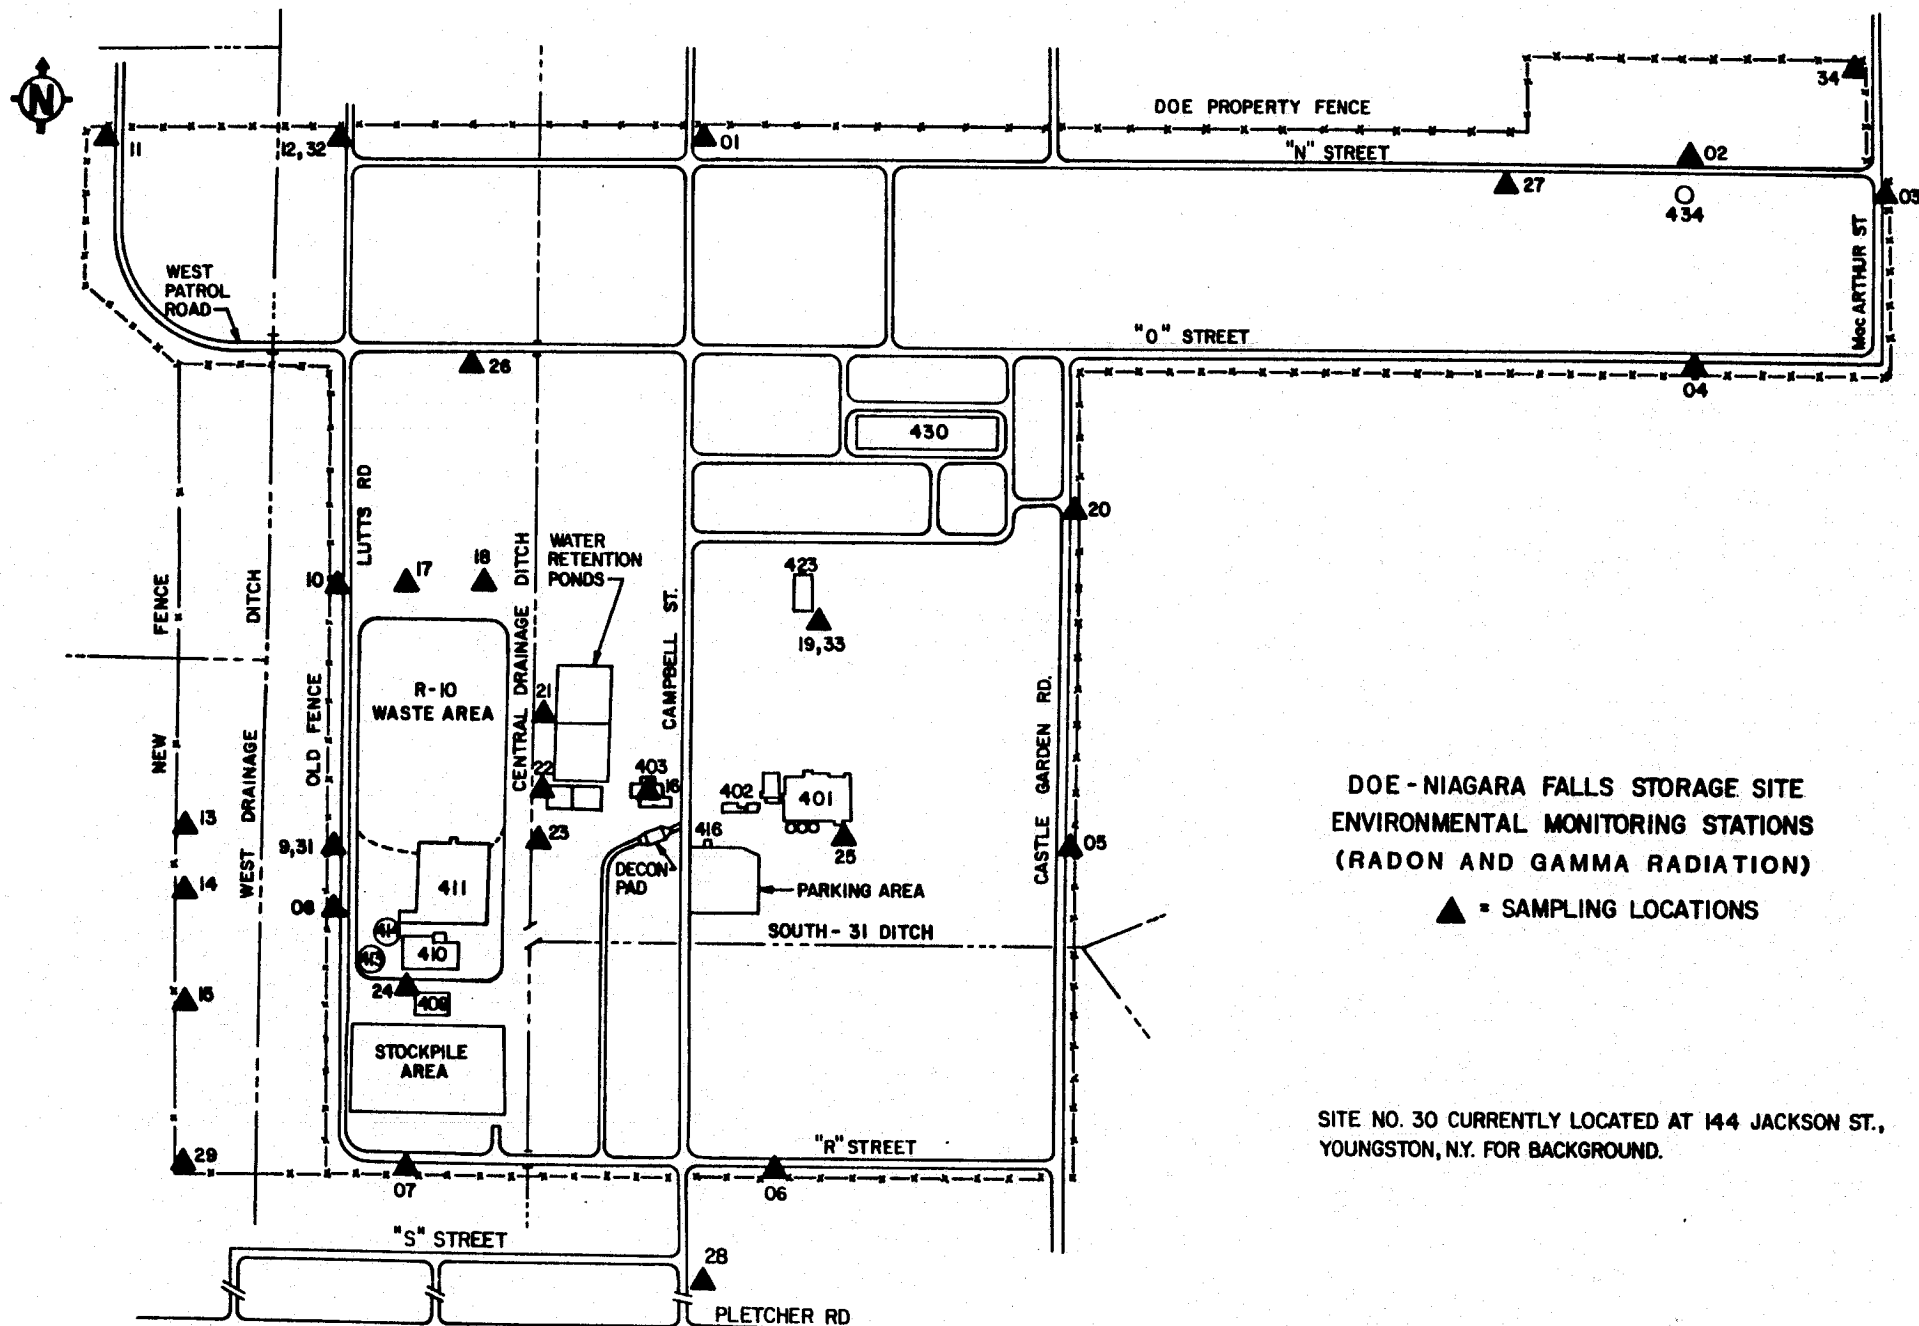 N
34
DOE PROPERTY FENCE
11
12,32
01
"N" STREET
02
27
434
03
WEST
PATROL
ROAD
MacARTHUR ST
"O" STREET
26
04
430
LUTTS RD
20
WATER
RETENTION
PONDS
10
17
18
423
19,33
NEW FENCE
WEST DRAINAGE DITCH
OLD FENCE
CENTRAL DRAINAGE DITCH
CAMPBELL ST.
CASTLE GARDEN RD.
R-10
WASTE AREA
21
22
403
16
402
401
13
9,31
23
416
25
05
DECON
PAD
14
08
411
PARKING AREA
414
413
410
SOUTH-31 DITCH
15
24
409
STOCKPILE
AREA
29
07
"R" STREET
06
"S" STREET
28
PLETCHER RD
DOE-NIAGARA FALLS STORAGE SITE
ENVIRONMENTAL MONITORING STATIONS
(RADON AND GAMMA RADIATION)
= SAMPLING LOCATIONS
SITE NO. 30 CURRENTLY LOCATED AT 144 JACKSON ST.,
YOUNGSTON, N.Y. FOR BACKGROUND.